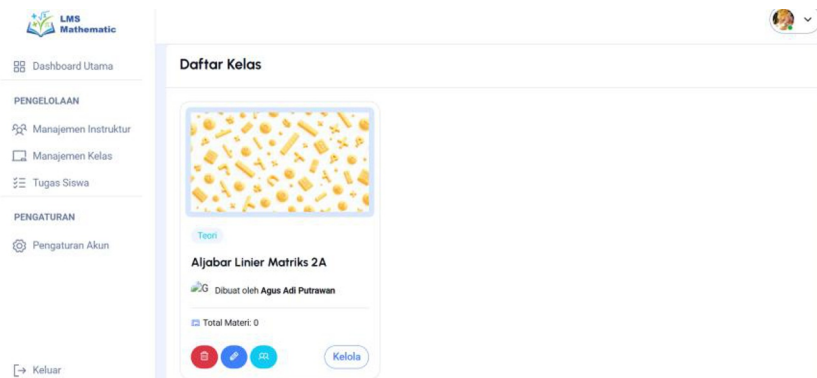 LMS
Mathematic
Dashboard Utama
PENGELOLAAN
Manajemen Instruktur
Manajemen Kelas
Tugas Siswa
PENGATURAN
Pengaturan Akun
Keluar
Daftar Kelas
Teori
Aljabar Linier Matriks 2A
G Dibuat oleh Agus Adi Putrawan
Total Materi: 0
Kelola